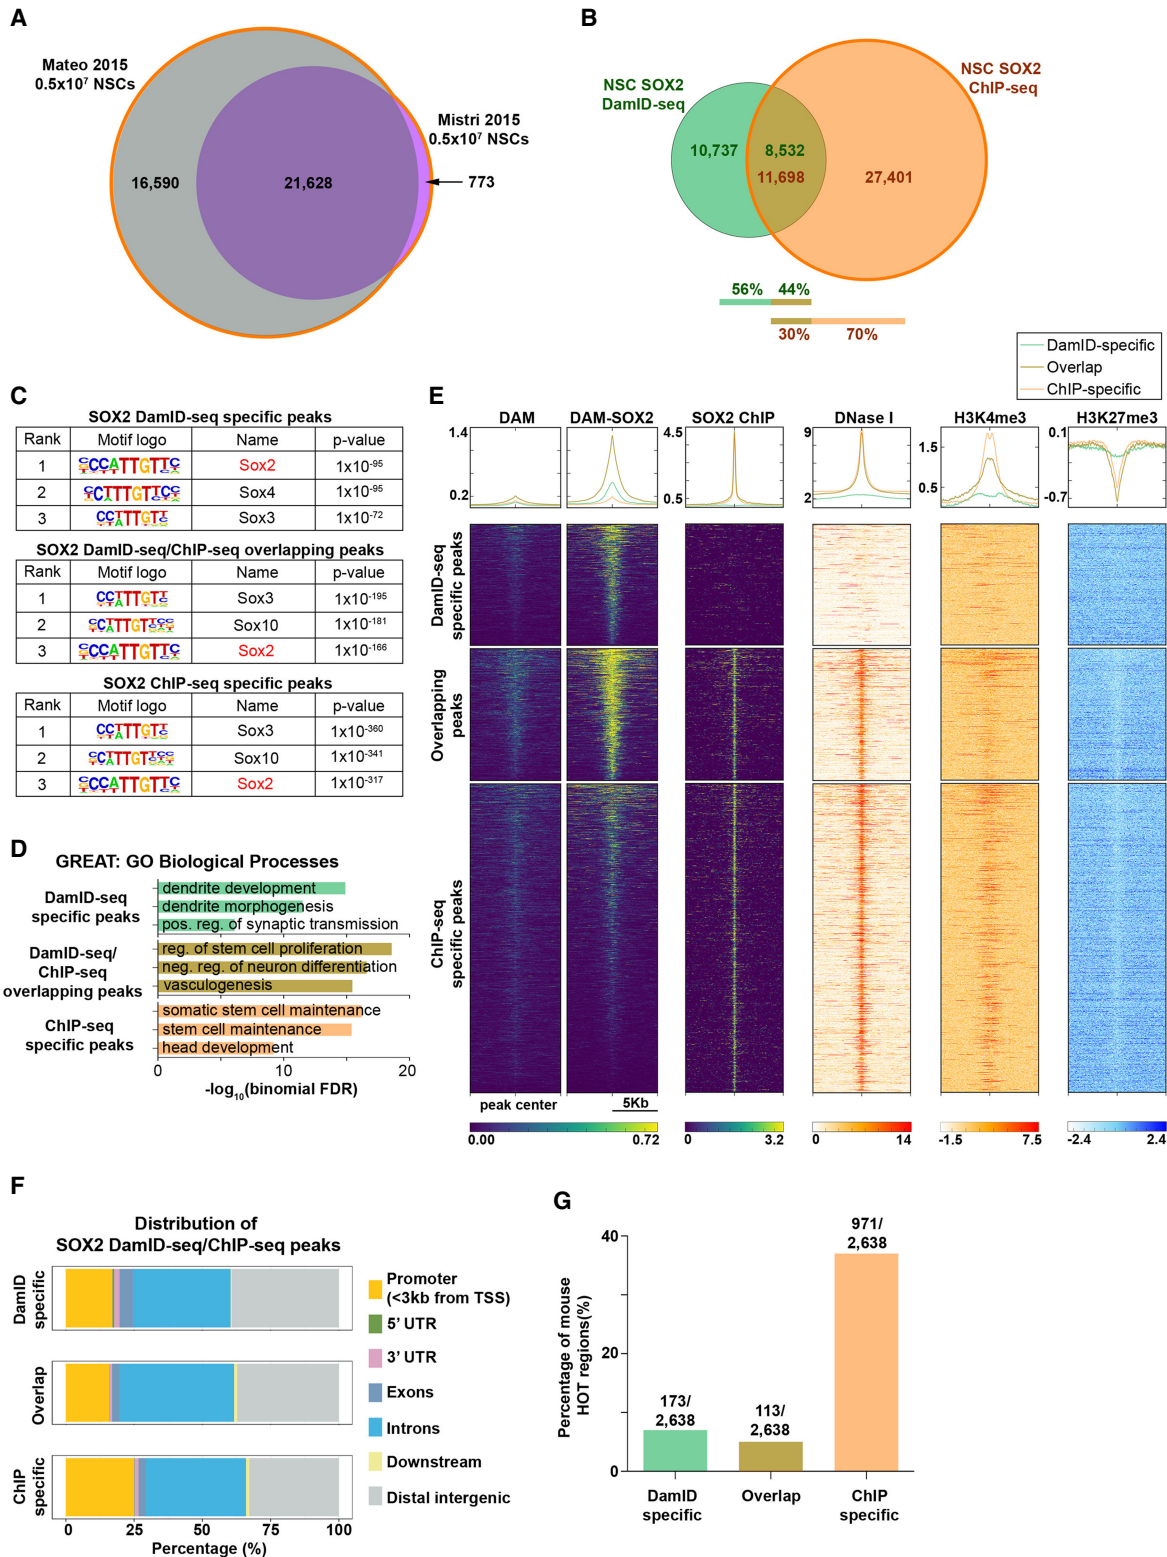 A
Mateo 2015
0.5x10⁷ NSCs
Mistri 2015
0.5x10⁷ NSCs
16,590
21,628
773
B
NSC SOX2
DamID-seq
NSC SOX2
ChIP-seq
10,737
8,532
11,698
27,401
56%
44%
30%
70%
C
SOX2 DamID-seq specific peaks
Rank Motif logo Name p-value
1 Sox2 1x10⁻⁹⁵
2 Sox4 1x10⁻⁹⁵
3 Sox3 1x10⁻⁷²
SOX2 DamID-seq/ChIP-seq overlapping peaks
Rank Motif logo Name p-value
1 Sox3 1x10⁻¹⁹⁵
2 Sox10 1x10⁻¹⁸¹
3 Sox2 1x10⁻¹⁶⁶
SOX2 ChIP-seq specific peaks
Rank Motif logo Name p-value
1 Sox3 1x10⁻³⁶⁰
2 Sox10 1x10⁻³⁴¹
3 Sox2 1x10⁻³¹⁷
D
GREAT: GO Biological Processes
DamID-seq
specific peaks
dendrite development
dendrite morphogenesis
pos. reg. of synaptic transmission
DamID-seq/
ChIP-seq
overlapping peaks
reg. of stem cell proliferation
neg. reg. of neuron differentiation
vasculogenesis
ChIP-seq
specific peaks
somatic stem cell maintenance
stem cell maintenance
head development
0 10 20
-log₁₀(binomial FDR)
E
DamID-specific
Overlap
ChIP-specific
DAM DAM-SOX2 SOX2 ChIP DNase I H3K4me3 H3K27me3
1.4
0.2
4.5
0.5
9
2
1.5
0.5
0.1
-0.7
DamID-seq
specific peaks
Overlapping
peaks
ChIP-seq
specific peaks
peak center
5Kb
0.00 0.72
0 3.2
0 14
-1.5 7.5
-2.4 2.4
F
Distribution of
SOX2 DamID-seq/ChIP-seq peaks
DamID
specific
Overlap
ChIP
specific
0 25 50 75 100
Percentage (%)
Promoter
(<3kb from TSS)
5' UTR
3' UTR
Exons
Introns
Downstream
Distal intergenic
G
Percentage of mouse
HOT regions(%)
40
20
0
173/
2,638
113/
2,638
971/
2,638
DamID
specific
Overlap
ChIP
specific